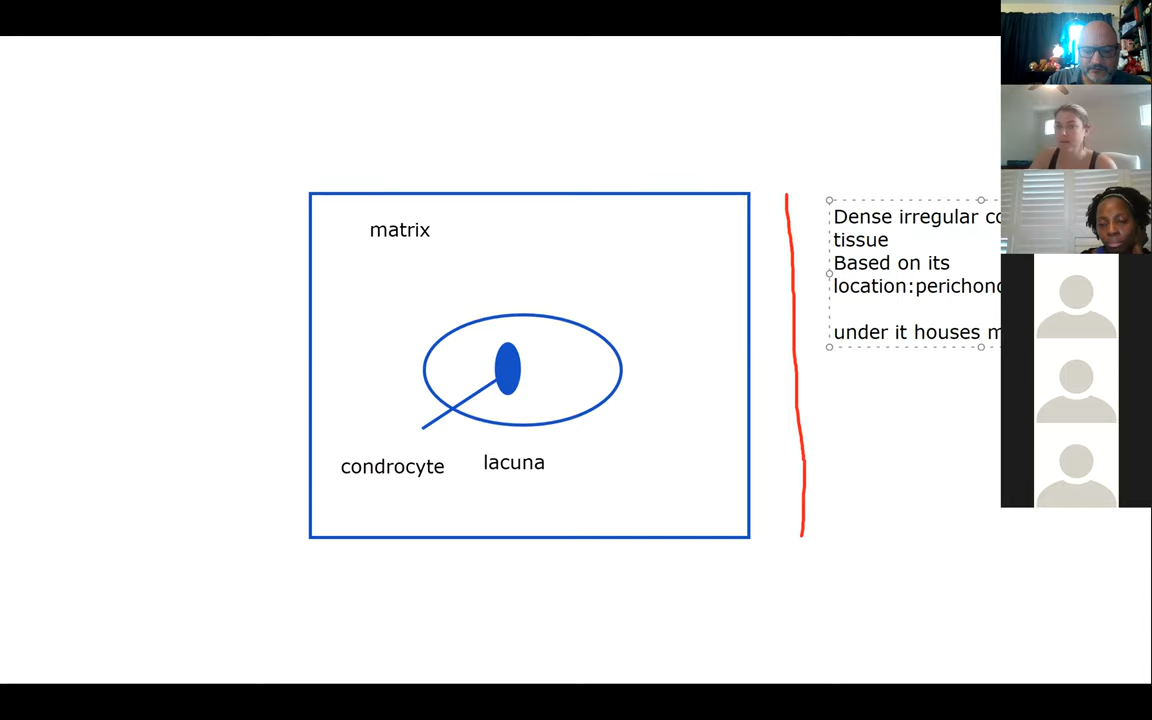 matrix
condrocyte
lacuna
Dense irregular
tissue
Based on its
location:
under it houses